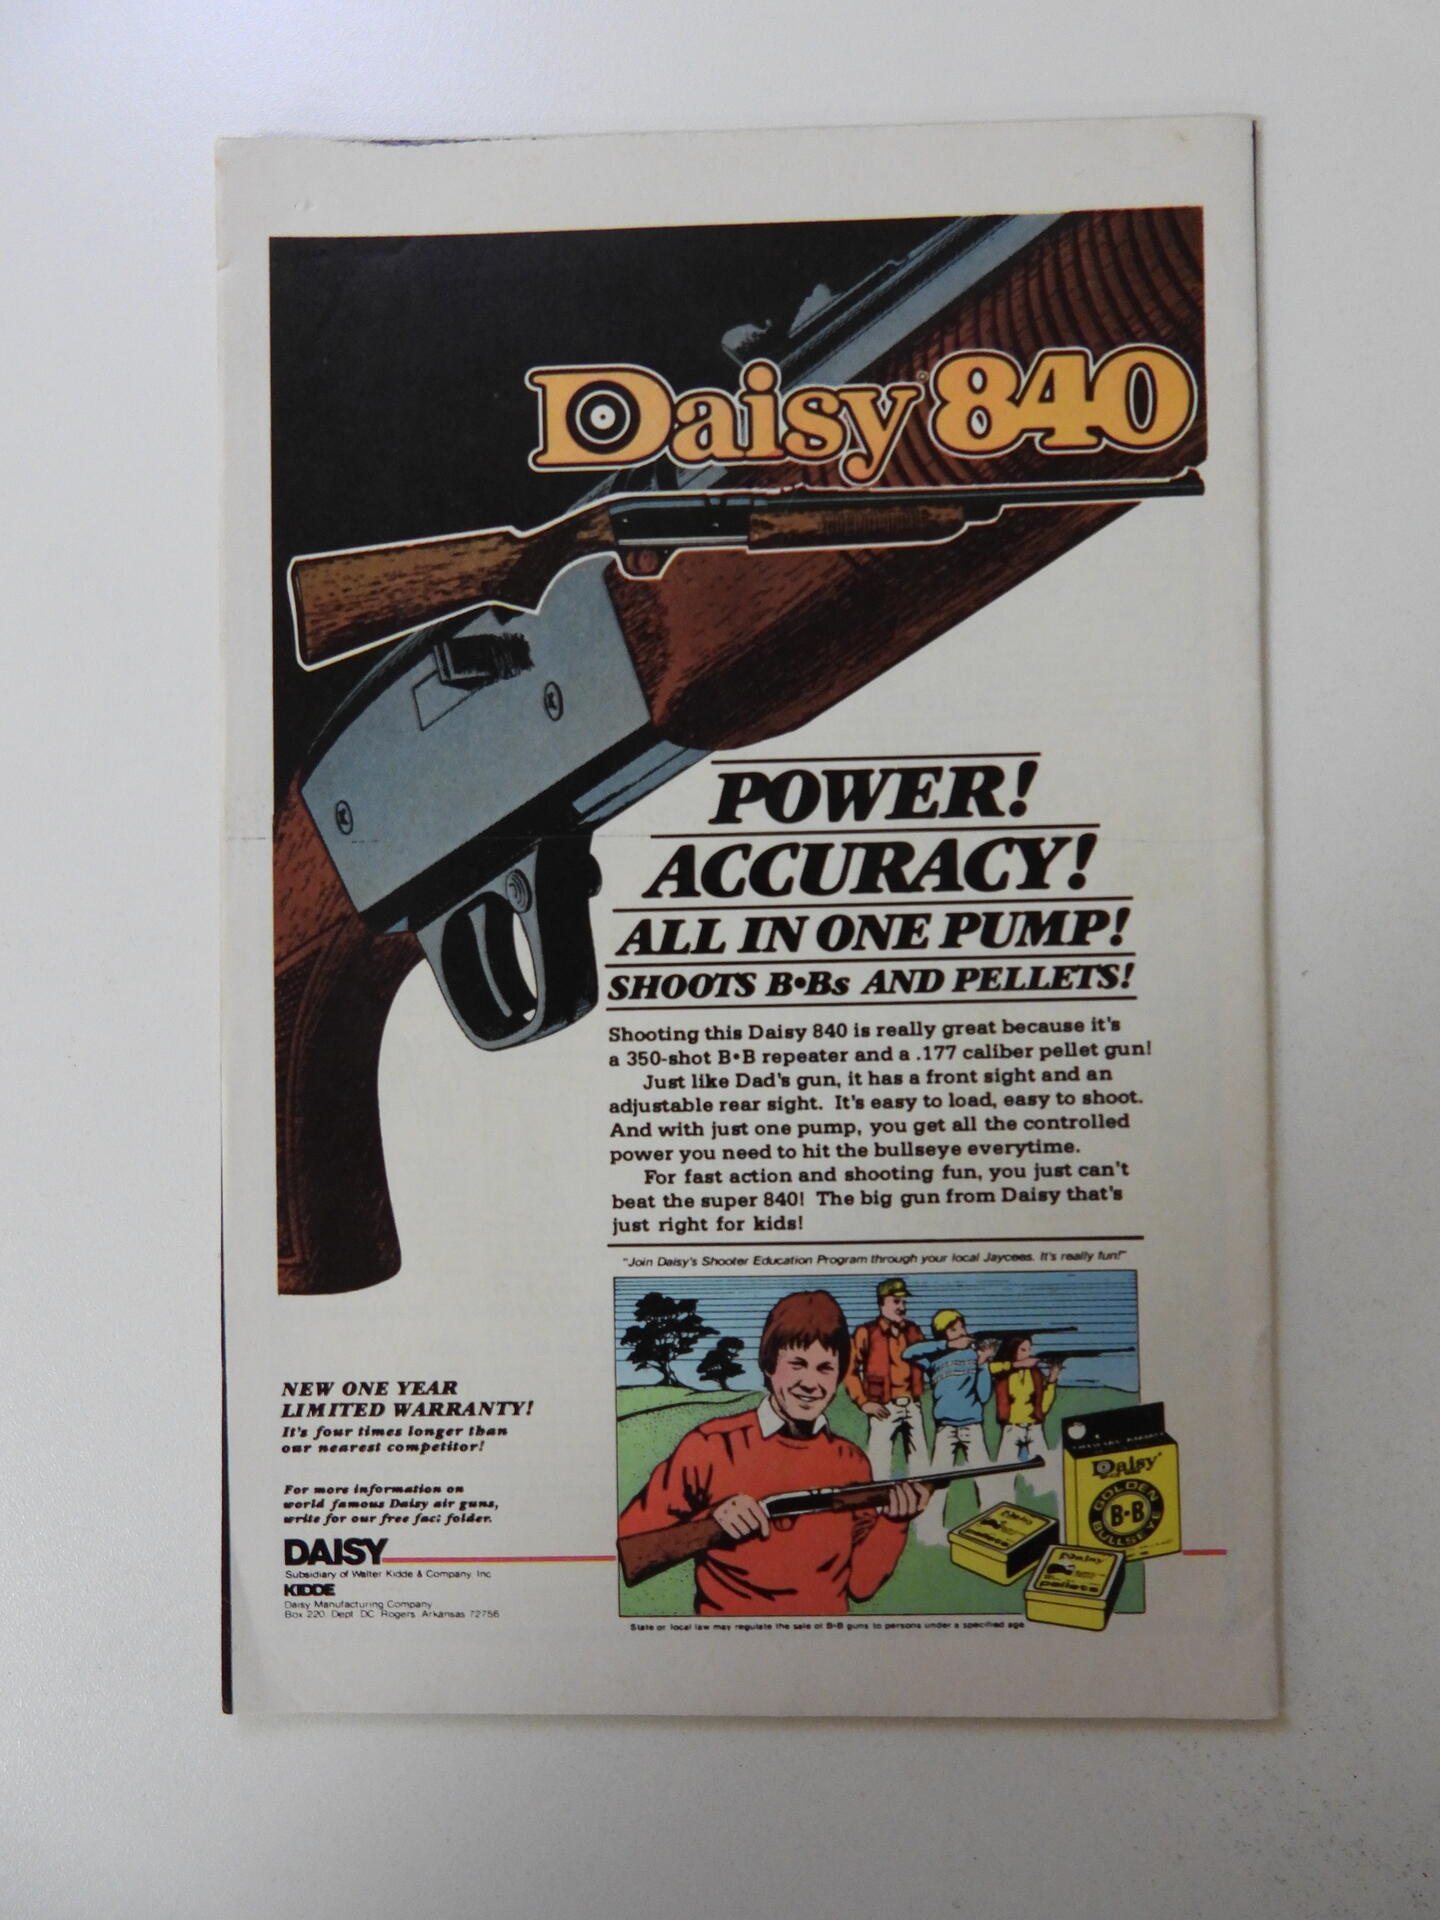 Daisy® 840
POWER!
ACCURACY!
ALL IN ONE PUMP!
SHOOTS B•Bs AND PELLETS!
Shooting this Daisy 840 is really great because it's
a 350-shot B•B repeater and a .177 caliber pellet gun!
Just like Dad's gun, it has a front sight and an
adjustable rear sight. It's easy to load, easy to shoot.
And with just one pump, you get all the controlled
power you need to hit the bullseye everytime.
For fast action and shooting fun, you just can't
beat the super 840! The big gun from Daisy that's
just right for kids!
"Join Daisy's Shooter Education Program through your local Jaycees. It's really fun!"
NEW ONE YEAR
LIMITED WARRANTY!
It's four times longer than
our nearest competitor!
For more information on
world famous Daisy air guns,
write for our free fact folder.
DAISY
Subsidiary of Walter Kidde & Company, Inc
KIDDE
Daisy Manufacturing Company
Box 220, Dept. DC Rogers, Arkansas 72756
Daisy
GOLDEN
B•B
BULLSEYE
pellets
Daisy
pellets
State or local law may regulate the sale of B•B guns to persons under a specified age